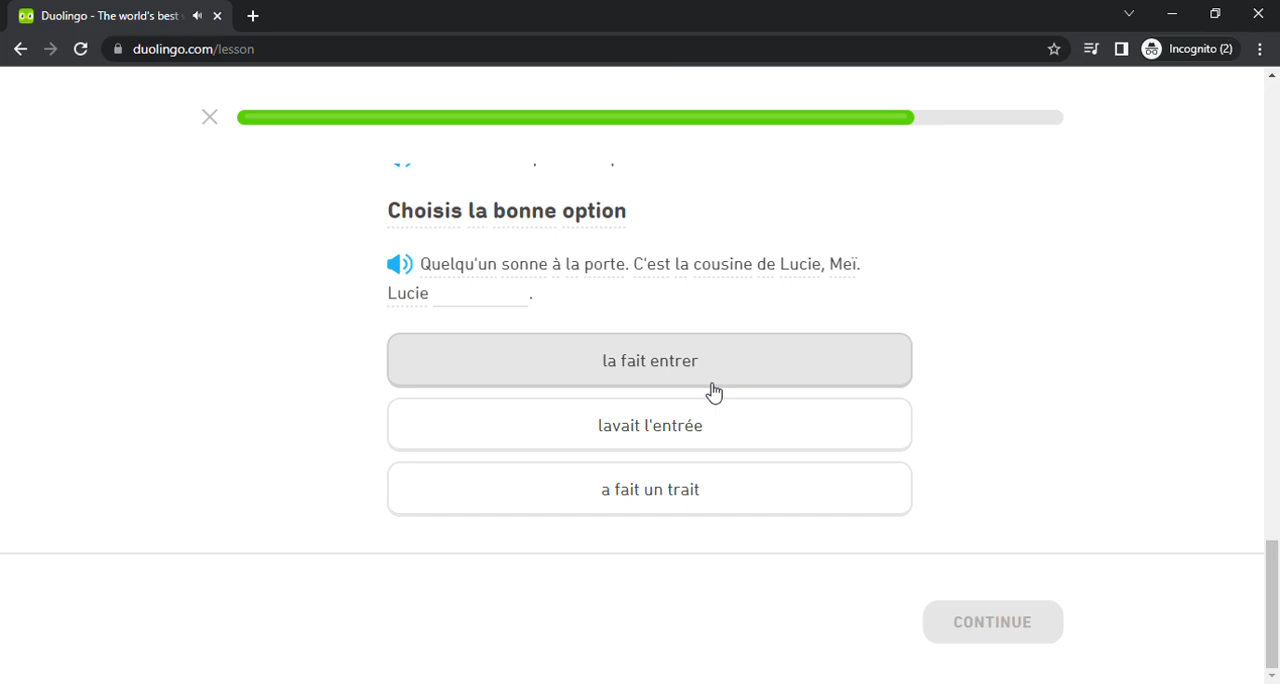 Duolingo - The world's best
duolingo.com/lesson
Incognito (2)
Choisis la bonne option
Quelqu'un sonne à la porte. C'est la cousine de Lucie, Meï.
Lucie __________.
la fait entrer
lavait l'entrée
a fait un trait
CONTINUE